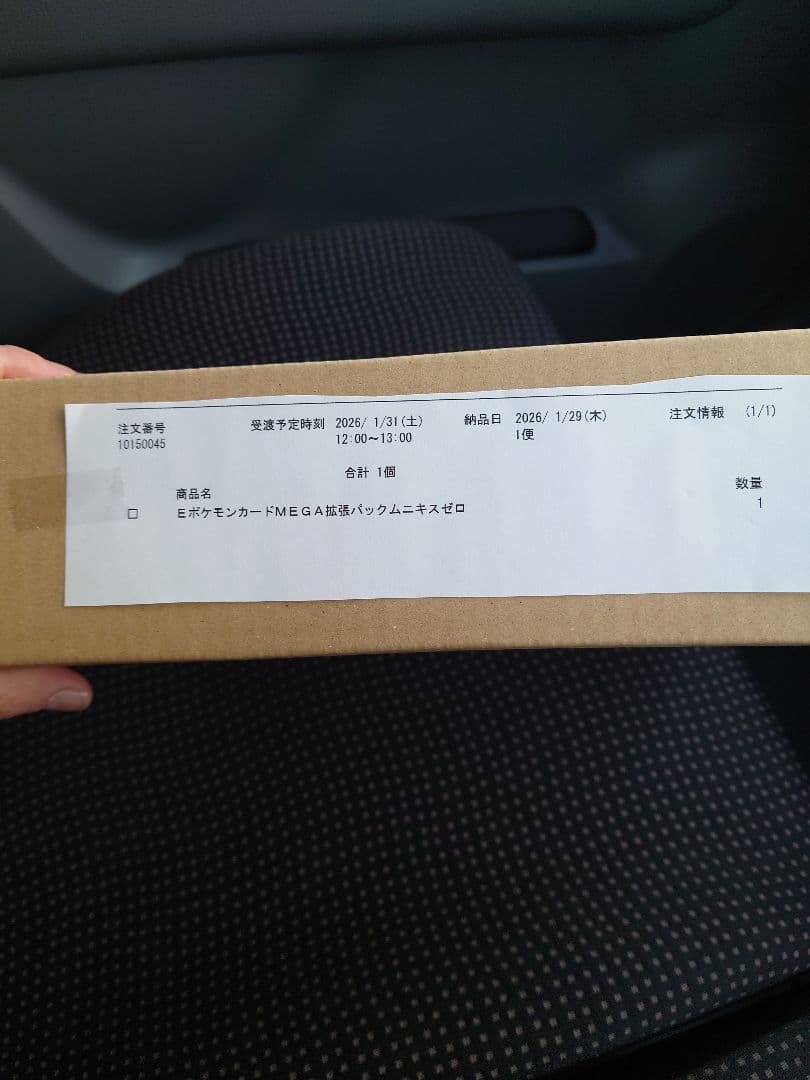 注文番号 受渡予定時刻 2026/ 1/31(土) 納品日 2026/ 1/29(木) 注文情報 (1/1)
10150045 12:00～13:00 1便
合計 1個
商品名 数量
□ EポケモンカードMEGA拡張パックムニキスゼロ 1